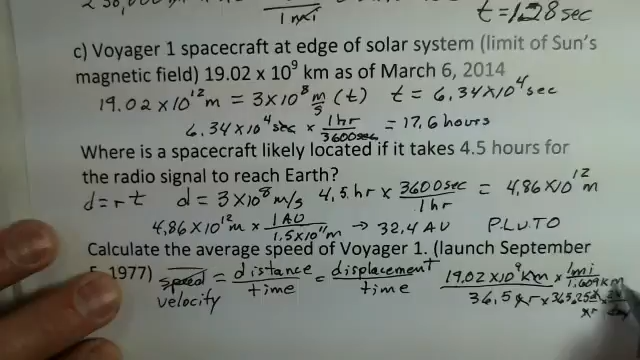 1 mi
t = 1.28 sec
c) Voyager 1 spacecraft at edge of solar system (limit of Sun's
magnetic field) 19.02 x 10⁹ km as of March 6, 2014
19.02 x 10¹² m = 3x10⁸ m/s (t) t = 6.34 x 10⁴ sec
6.34 x 10⁴ sec x 1 hr / 3600 sec = 17.6 hours
Where is a spacecraft likely located if it takes 4.5 hours for
the radio signal to reach Earth?
d = r t d = 3 x 10⁸ m/s 4.5 hr x 3600 sec / 1 hr = 4.86 x 10¹² m
4.86 x 10¹² m x 1 AU / 1.5 x 10¹¹ m → 32.4 AU PLUTO
Calculate the average speed of Voyager 1. (launch September
5, 1977) speed = distance / time = displacement / time 19.02 x 10⁹ km / 36.5 yr x 1 mi / 1.609 km
velocity x 365.25 / yr